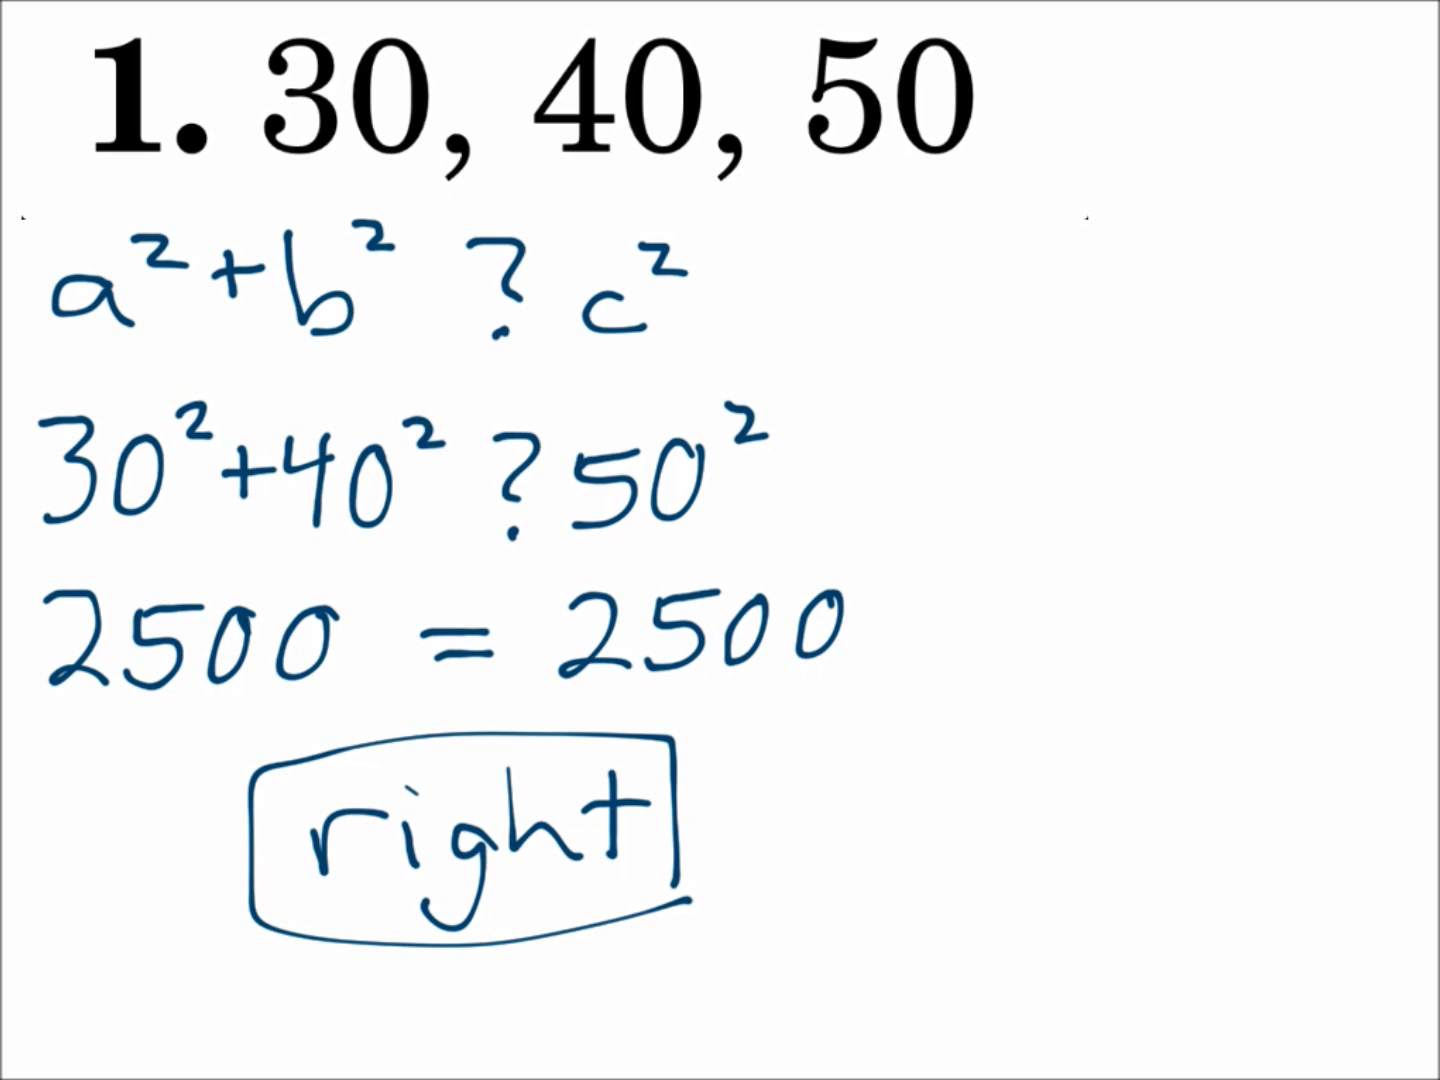 1. 30, 40, 50
a² + b² ? c²
30² + 40² ? 50²
2500 = 2500
right